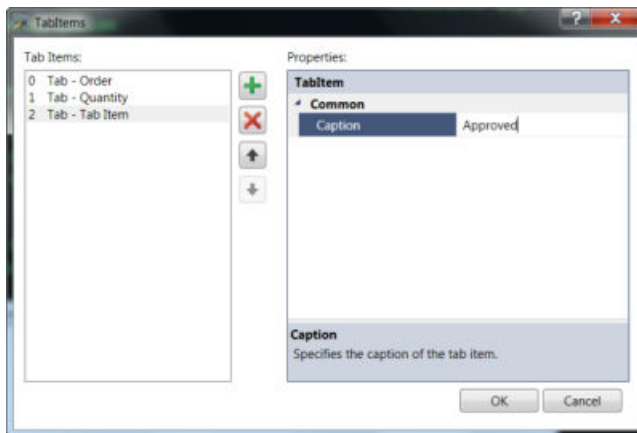 TabItems
Tab Items:
0 Tab - Order
1 Tab - Quantity
2 Tab - Tab Item
Properties:
TabItem
Common
Caption Approved
Caption
Specifies the caption of the tab item.
OK Cancel